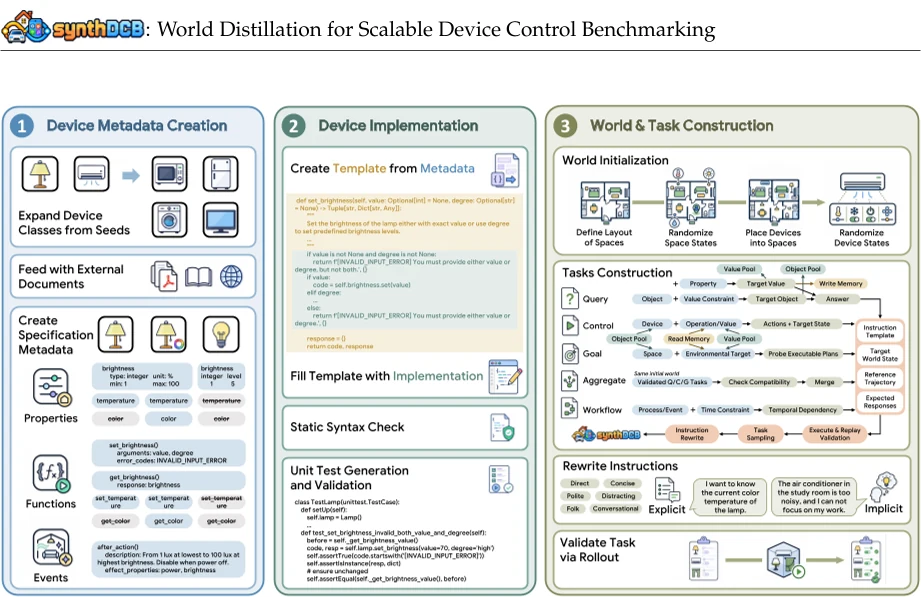 synthDCB: World Distillation for Scalable Device Control Benchmarking
1 Device Metadata Creation
Expand Device
Classes from Seeds
Feed with External
Documents
Create
Specification
Metadata
Properties
brightness
type: integer unit: %
min: 1 max: 100
brightness
integer level
1 5
temperature temperature temperature
color color color
Functions
set_brightness()
arguments: value, degree
error_codes: INVALID_INPUT_ERROR
get_brightness()
response: brightness
set_temperat
ure
set_temperat
ure
set_temperat
ure
get_color get_color get_color
Events
after_action()
description: From 1 lux at lowest to 100 lux at
highest brightness. Disable when power off.
effect_properties: power, brightness
2 Device Implementation
Create Template from Metadata
def set_brightness(self, value: Optional[int] = None, degree: Optional[str]
= None) -> Tuple[str, Dict[str, Any]]:
"""
Set the brightness of the lamp either with exact value or use degree
to set predefined brightness levels.
...
"""
if value is not None and degree is not None:
return f'[INVALID_INPUT_ERROR] You must provide either value or
degree, but not both.', {}
if value:
code = self.brightness.set(value)
elif degree:
...
else:
return f'[INVALID_INPUT_ERROR] You must provide either value or
degree.', {}
response = {}
return code, response
Fill Template with Implementation
Static Syntax Check
Unit Test Generation
and Validation
class TestLamp(unittest.TestCase):
def setUp(self):
self.lamp = Lamp()
...
def test_set_brightness_invalid_both_value_and_degree(self):
before = self._get_brightness_value()
code, resp = self.lamp.set_brightness(value=70, degree='high')
self.assertTrue(code.startswith("[INVALID_INPUT_ERROR]"))
self.assertIsInstance(resp, dict)
# ensure unchanged
self.assertEqual(self._get_brightness_value(), before)
3 World & Task Construction
World Initialization
Define Layout
of Spaces
Randomize
Space States
Place Devices
into Spaces
Randomize
Device States
Tasks Construction
Value Pool Object Pool
+ Property Target Value Write Memory
Query Object + Value Constraint Target Object Answer
Control Device + Operation/Value Actions + Target State
Object Pool Read Memory Value Pool
Goal Space + Environmental Target Probe Executable Plans
Same initial world
Aggregate Validated Q/C/G Tasks Check Compatibility Merge
Workflow Process/Event + Time Constraint Temporal Dependency
Instruction
Template
Target
World State
Reference
Trajectory
Expected
Responses
synthDCB
Instruction
Rewrite
Task
Sampling
Execute & Replay
Validation
Rewrite Instructions
Direct Concise
Polite Distracting
Folk Conversational
Explicit
I want to know
the current color
temperature of
the lamp.
The air conditioner in
the study room is too
noisy, and I can not
focus on my work.
Implicit
Validate Task
via Rollout